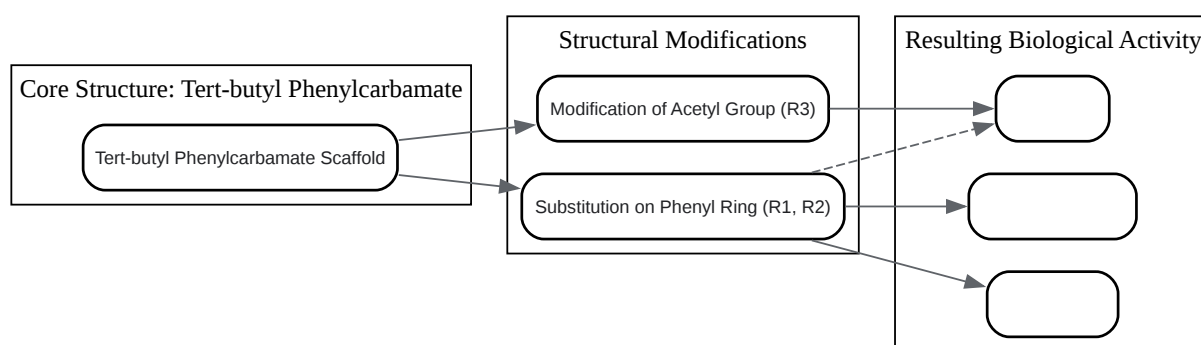 Core Structure: Tert-butyl Phenylcarbamate
Tert-butyl Phenylcarbamate Scaffold
Structural Modifications
Modification of Acetyl Group (R3)
Substitution on Phenyl Ring (R1, R2)
Resulting Biological Activity